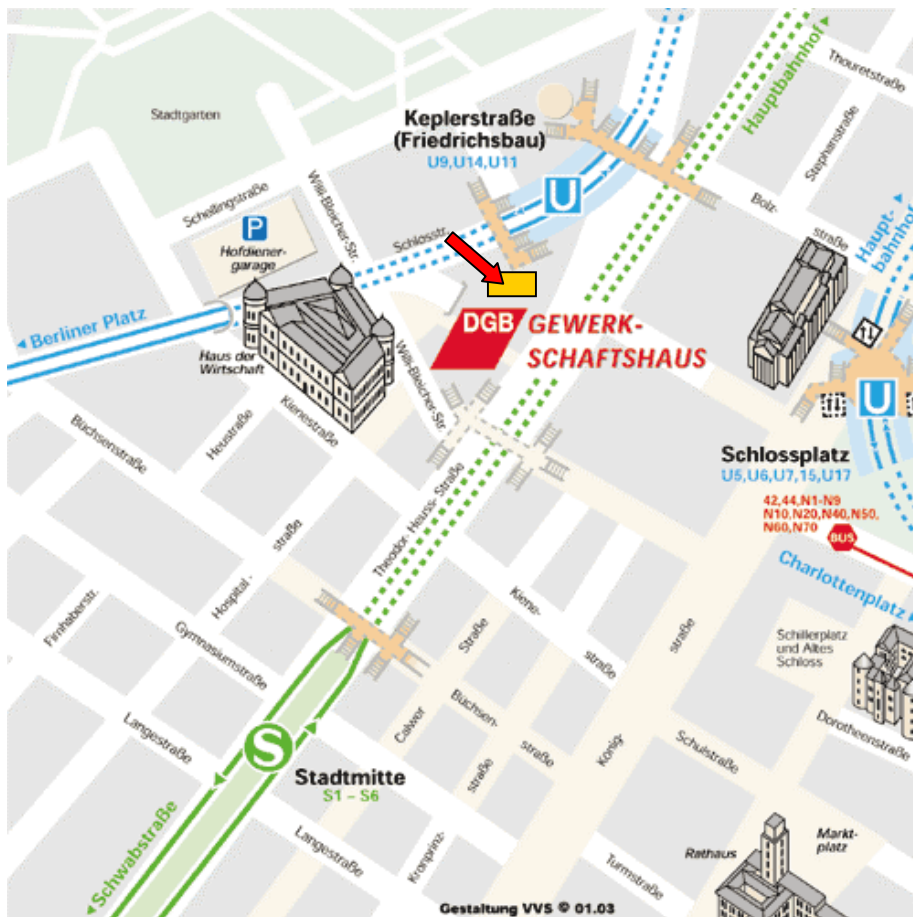 Stadtgarten
Keplerstraße
(Friedrichsbau)
U9,U14,U11
Hauptbahnhof
Thouretstraße
Stephanstraße
Schellingstraße
Willi-Bleicher-Str.
P
Hofdiener-
garage
Schlosstr.
U
Bolz-
straße
Haupt-
bahnhof
Berliner Platz
Haus der
Wirtschaft
DGB
GEWERK-
SCHAFTSHAUS
Willi-Bleicher-Str.
U
Büchsenstraße
Heustraße
Kienestraße
Schlossplatz
U5,U6,U7,15,U17
42,44,N1-N9
N10,N20,N40,N50,
N60,N70
BUS
Charlottenplatz
Theodor-Heuss-Straße
Hospital-
straße
Firnhaberstr.
Gymnasiumstraße
Kiene-
straße
Schillerplatz
und Altes
Schloss
Dorotheenstraße
Langestraße
S
Stadtmitte
S1 – S6
Calwer
Straße
Büchsen-
straße
König-
straße
Schulstraße
Schwabstraße
Langestraße
Kronprinz-
straße
Turmstraße
Rathaus
Markt-
platz
Gestaltung VVS © 01.03